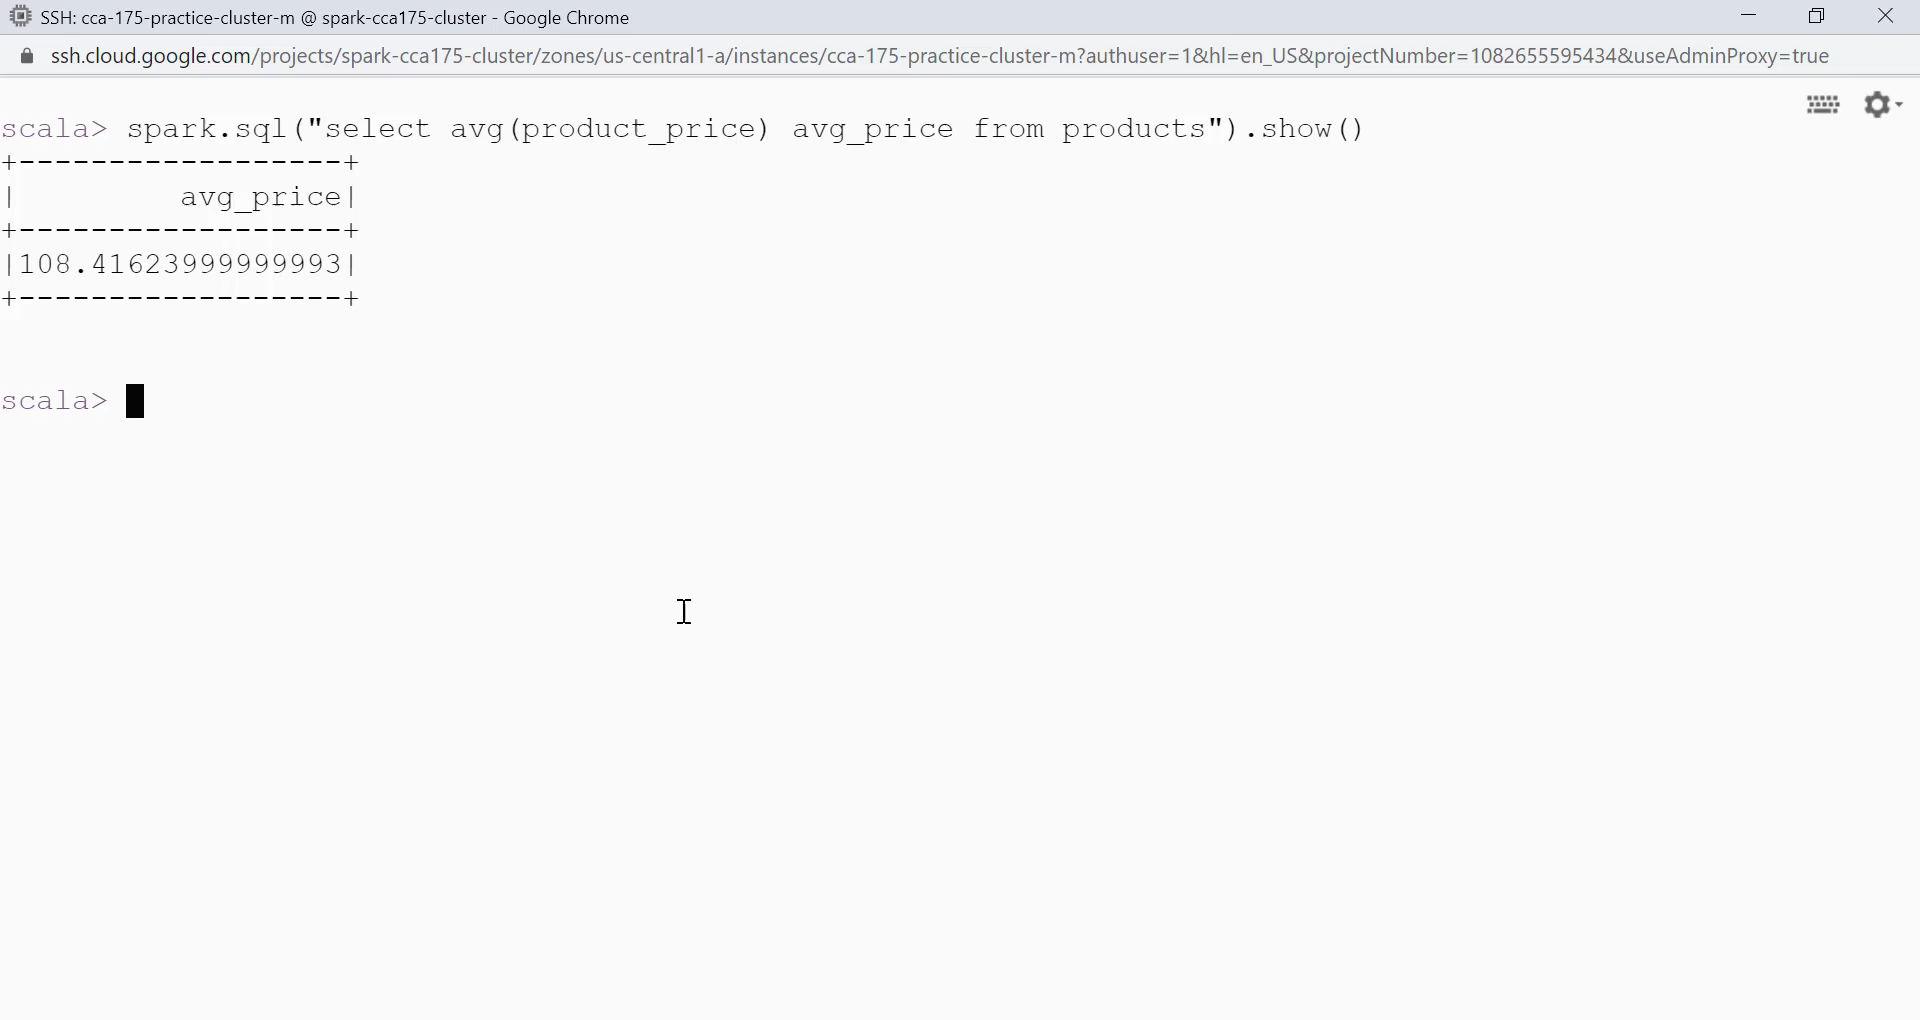 SSH: cca-175-practice-cluster-m @ spark-cca175-cluster - Google Chrome
ssh.cloud.google.com/projects/spark-cca175-cluster/zones/us-central1-a/instances/cca-175-practice-cluster-m?authuser=1&hl=en_US&projectNumber=1082655595434&useAdminProxy=true
scala> spark.sql("select avg(product_price) avg_price from products").show()
+------------------+
|         avg_price|
+------------------+
|108.41623999999993|
+------------------+
scala>